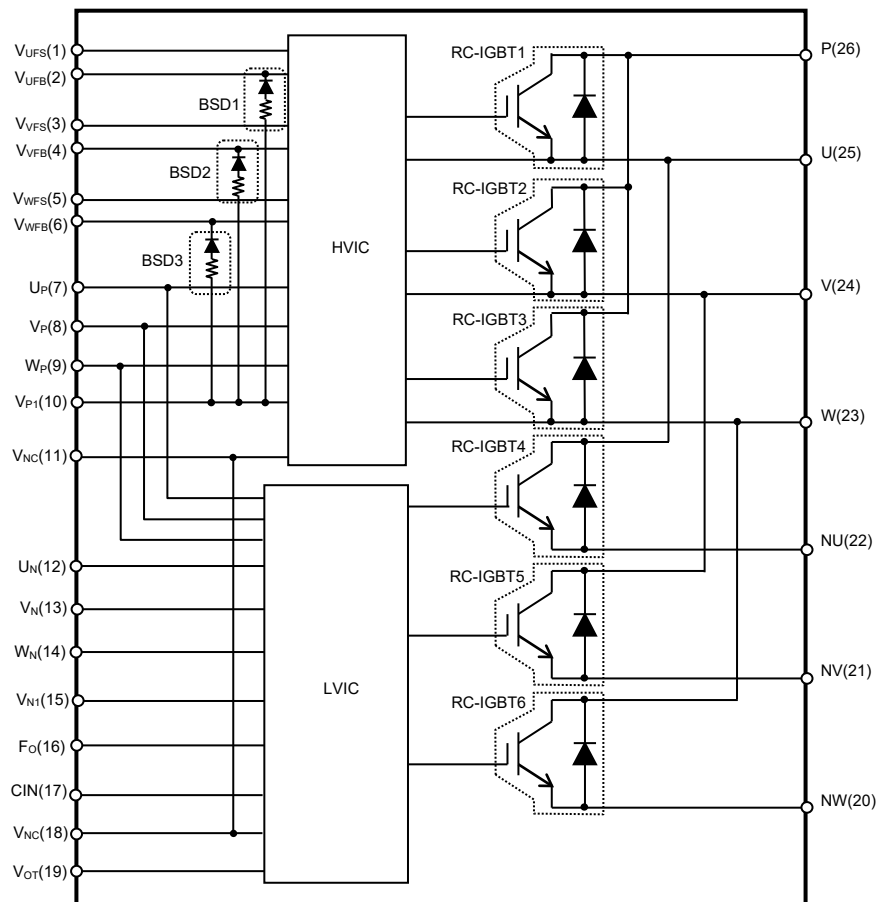 VUFS(1)
VUFB(2)
VVFS(3)
VVFB(4)
VWFS(5)
VWFB(6)
UP(7)
VP(8)
WP(9)
VP1(10)
VNC(11)
UN(12)
VN(13)
WN(14)
VN1(15)
FO(16)
CIN(17)
VNC(18)
VOT(19)
BSD1
BSD2
BSD3
HVIC
LVIC
RC-IGBT1
RC-IGBT2
RC-IGBT3
RC-IGBT4
RC-IGBT5
RC-IGBT6
P(26)
U(25)
V(24)
W(23)
NU(22)
NV(21)
NW(20)